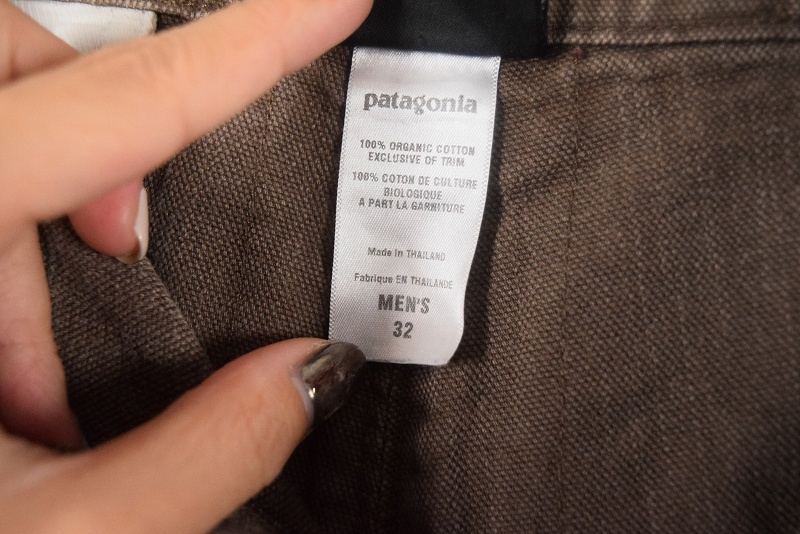 patagonia
100% ORGANIC COTTON
EXCLUSIVE OF TRIM
100% COTON DE CULTURE
BIOLOGIQUE
A PART LA GARNITURE
Made in THAILAND
Fabrique EN THAILANDE
MEN'S
32